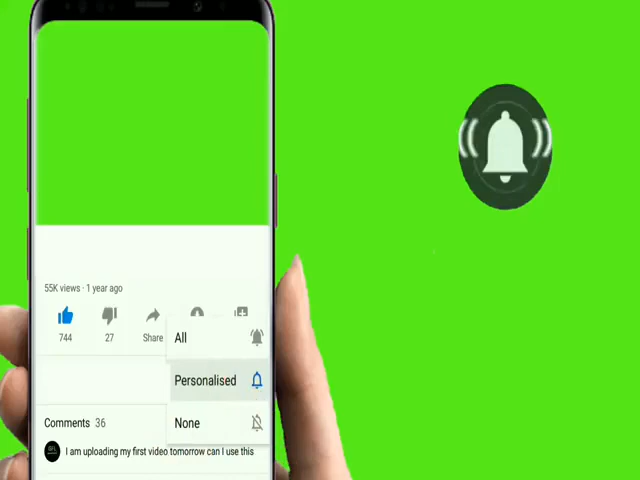 55K views · 1 year ago
744
27
Share
All
Personalised
None
Comments 36
I am uploading my first video tomorrow can I use this